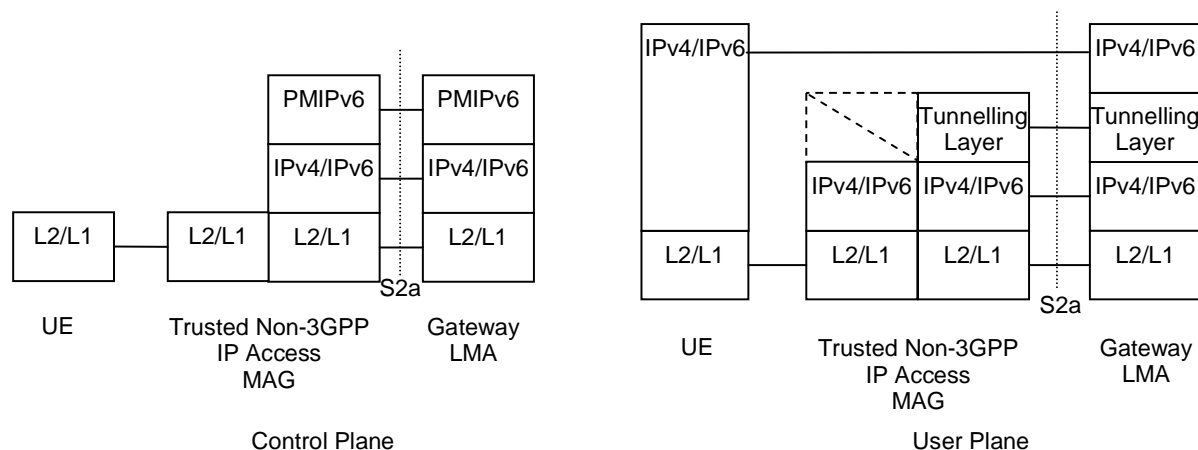 PMIPv6
PMIPv6
IPv4/IPv6
IPv4/IPv6
L2/L1
L2/L1
L2/L1
L2/L1
S2a
UE
Trusted Non-3GPP
IP Access
MAG
Gateway
LMA
Control Plane
IPv4/IPv6
IPv4/IPv6
Tunnelling
Layer
Tunnelling
Layer
IPv4/IPv6
IPv4/IPv6
IPv4/IPv6
L2/L1
L2/L1
L2/L1
L2/L1
S2a
UE
Trusted Non-3GPP
IP Access
MAG
Gateway
LMA
User Plane